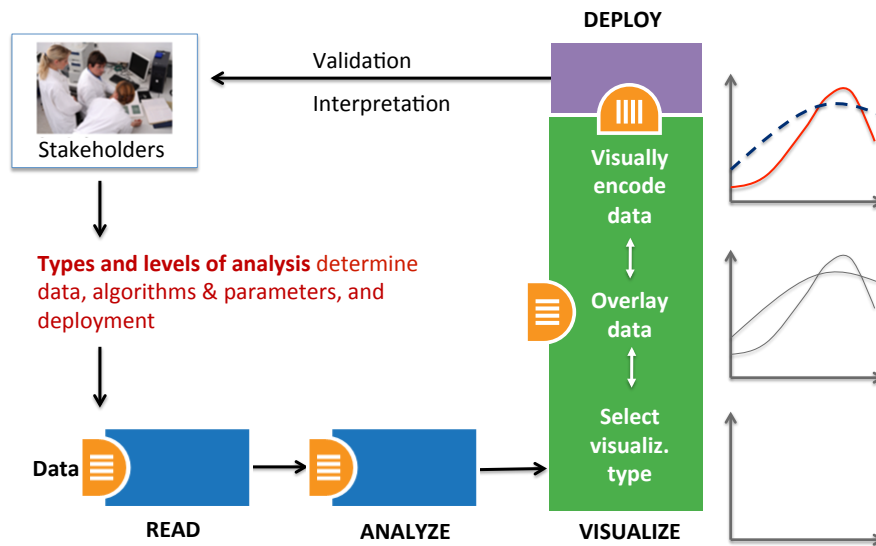 DEPLOY
Validation
Interpretation
Stakeholders
Types and levels of analysis determine
data, algorithms & parameters, and
deployment
Visually
encode
data
Overlay
data
Select
visualiz.
type
Data
READ
ANALYZE
VISUALIZE